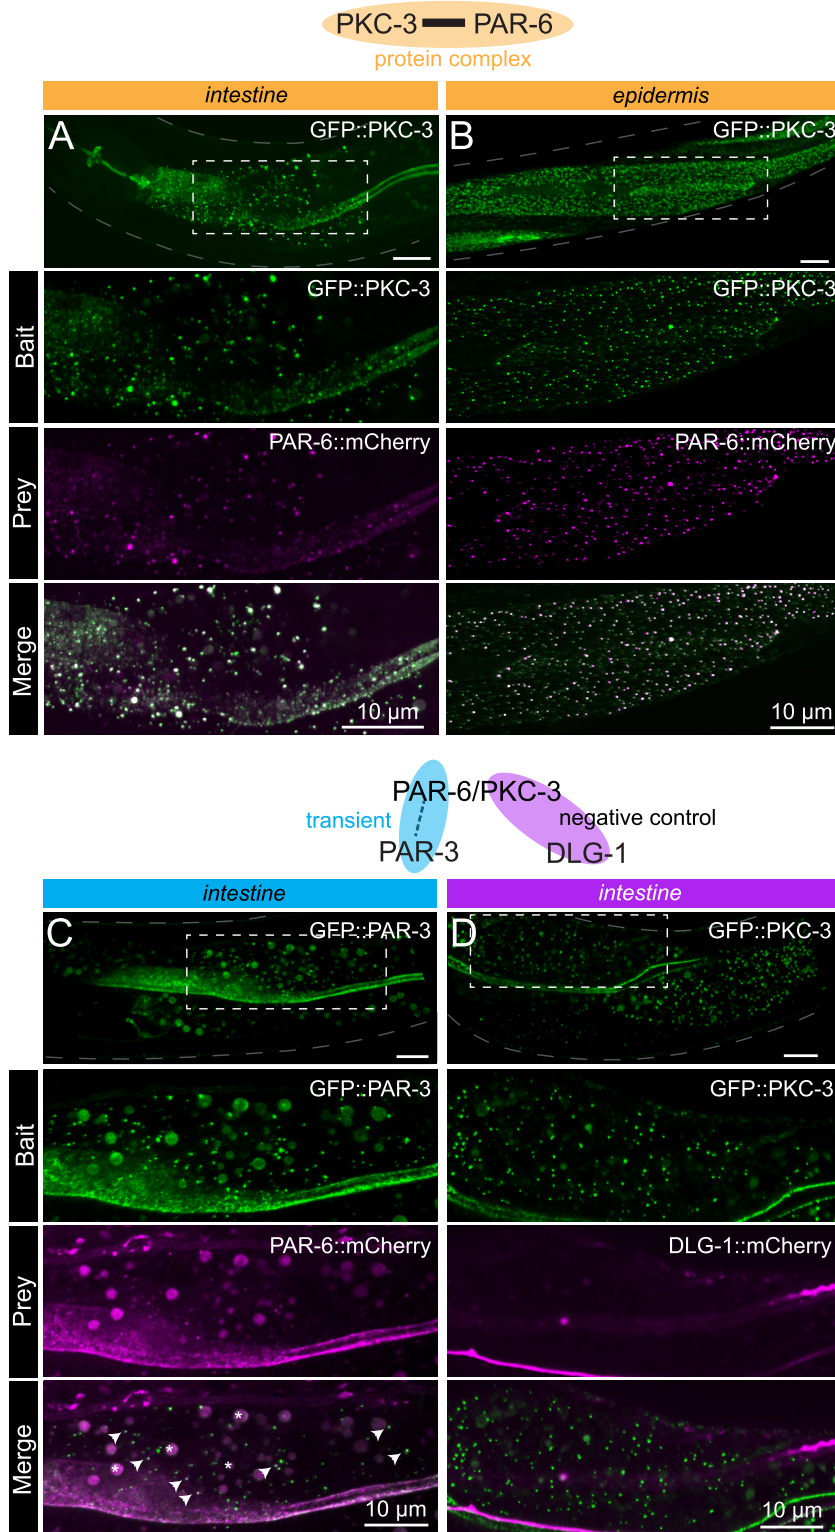 PKC-3 PAR-6
protein complex
intestine epidermis
A GFP::PKC-3 B GFP::PKC-3
Bait GFP::PKC-3 GFP::PKC-3
Prey PAR-6::mCherry PAR-6::mCherry
Merge 10 µm 10 µm
PAR-6/PKC-3
transient negative control
PAR-3 DLG-1
intestine intestine
C GFP::PAR-3 D GFP::PKC-3
Bait GFP::PAR-3 GFP::PKC-3
Prey PAR-6::mCherry DLG-1::mCherry
Merge * * * * 10 µm 10 µm